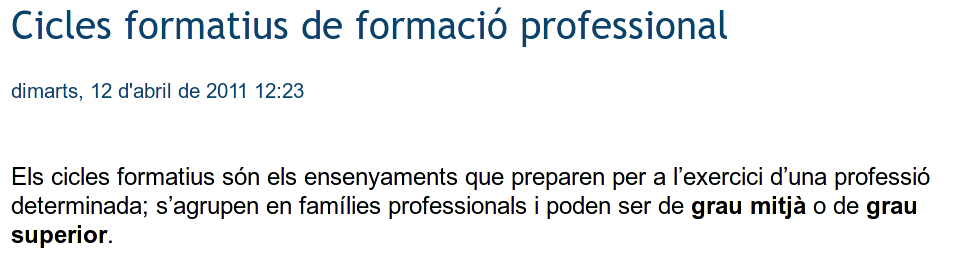 Cicles formatius de formació professional
dimarts, 12 d'abril de 2011 12:23
Els cicles formatius són els ensenyaments que preparen per a l’exercici d’una professió
determinada; s’agrupen en famílies professionals i poden ser de grau mitjà o de grau
superior.